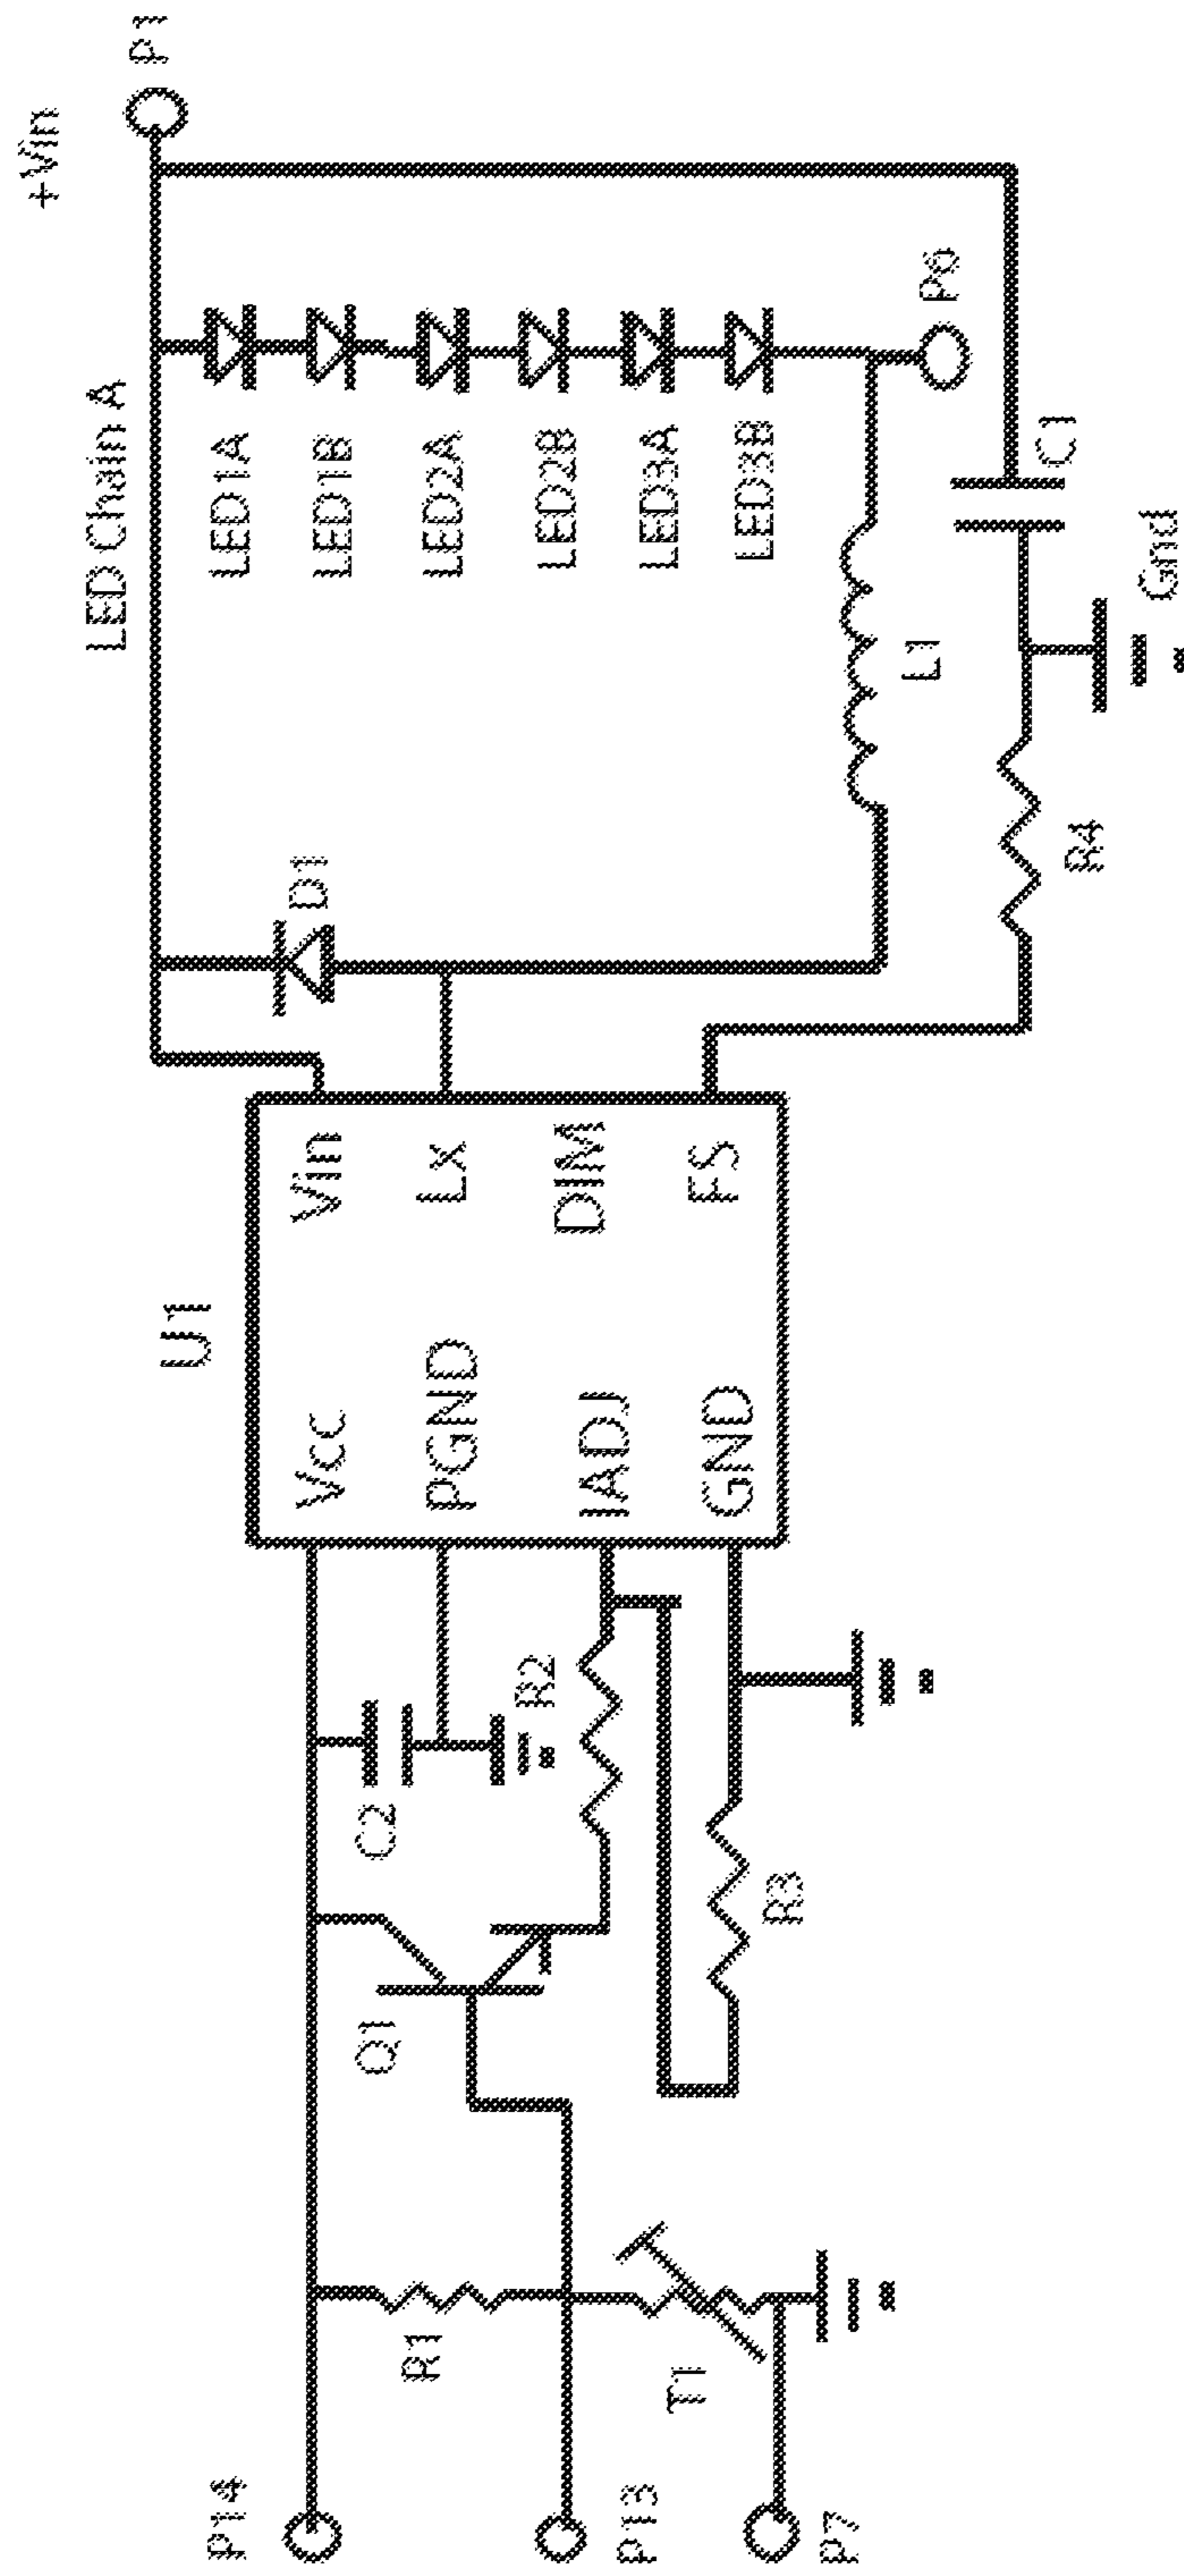 +Vin
P1
LED Chain A
LED1A
LED1B
LED2A
LED2B
LED3A
LED3B
P6
D1
L1
C1
Gnd
R4
U1
Vcc
Vin
PGND
Lx
IADJ
DIM
GND
FS
C2
R2
Q1
R3
R1
T1
P14
P13
P7